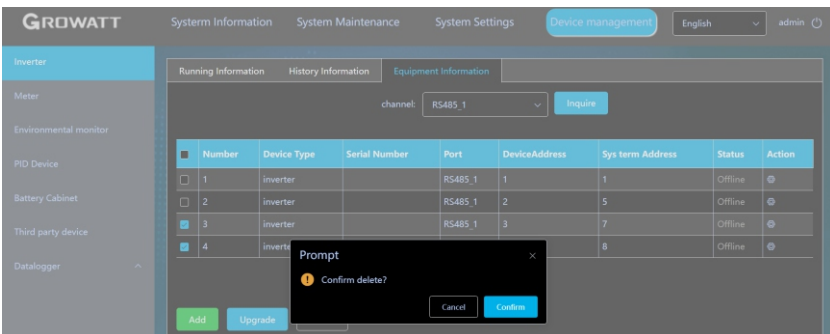 GROWATT
Systerm Information System Maintenance System Settings Device management English admin
Inverter
Meter
Environmental monitor
PID Device
Battery Cabinet
Third party device
Datalogger
Running Information History Information Equipment Information
channel: RS485_1 Inquire
Number Device Type Serial Number Port DeviceAddress Sys term Address Status Action
1 inverter RS485_1 1 1 Offline
2 inverter RS485_1 2 5 Offline
3 inverter RS485_1 3 7 Offline
4 8 Offline
Prompt
Confirm delete?
Cancel Confirm
Add Upgrade